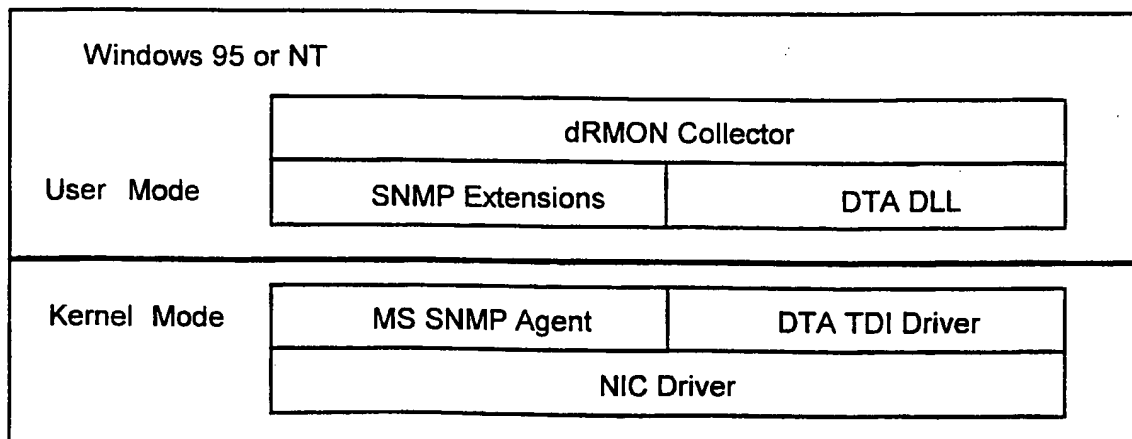 Windows 95 or NT
dRMON Collector
User Mode
SNMP Extensions
DTA DLL
Kernel Mode
MS SNMP Agent
DTA TDI Driver
NIC Driver